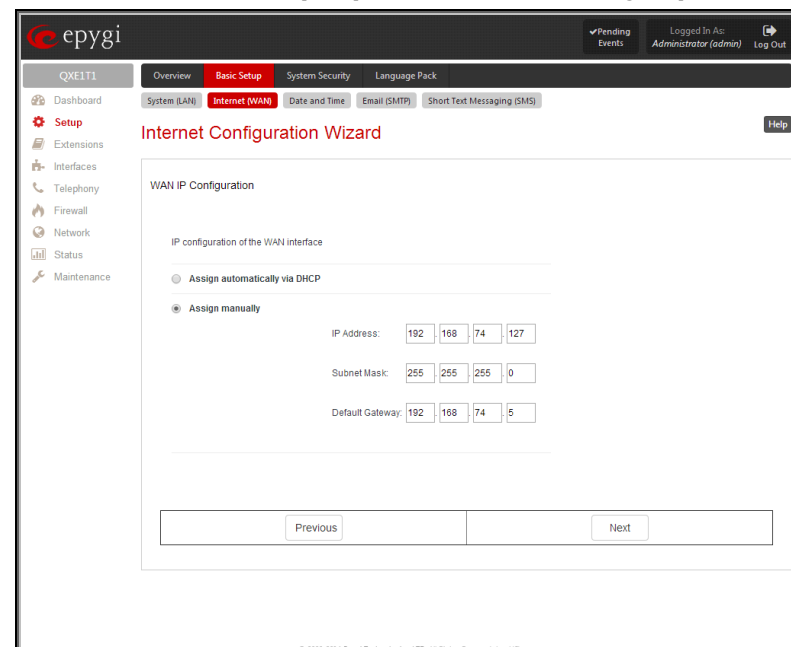 epygi
Pending Events
Logged In As:
Administrator (admin)
Log Out
QXE1T1
Overview Basic Setup System Security Language Pack
Dashboard
Setup
Extensions
Interfaces
Telephony
Firewall
Network
Status
Maintenance
System (LAN) Internet (WAN) Date and Time Email (SMTP) Short Text Messaging (SMS)
Internet Configuration Wizard
Help
WAN IP Configuration
IP configuration of the WAN interface
Assign automatically via DHCP
Assign manually
IP Address: 192 . 168 . 74 . 127
Subnet Mask: 255 . 255 . 255 . 0
Default Gateway: 192 . 168 . 74 . 5
Previous Next